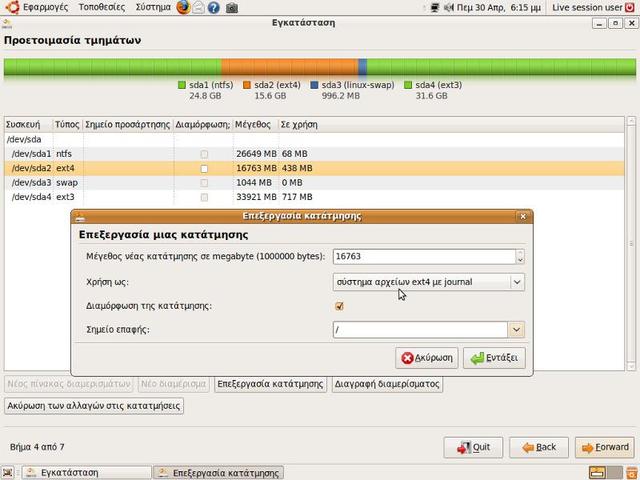 Εφαρμογές Τοποθεσίες Σύστημα Πεμ 30 Απρ, 6:15 μμ Live session user
Εγκατάσταση
Προετοιμασία τμημάτων
sda1 (ntfs) sda2 (ext4) sda3 (linux-swap) sda4 (ext3)
24.8 GB 15.6 GB 996.2 MB 31.6 GB
Συσκευή Τύπος Σημείο προσάρτησης Διαμόρφωση; Μέγεθος Σε χρήση
/dev/sda
/dev/sda1 ntfs 26649 MB 68 MB
/dev/sda2 ext4 16763 MB 438 MB
/dev/sda3 swap 1044 MB 0 MB
/dev/sda4 ext3 33921 MB 717 MB
Επεξεργασία κατάτμησης
Επεξεργασία μιας κατάτμησης
Μέγεθος νέας κατάτμησης σε megabyte (1000000 bytes): 16763
Χρήση ως: σύστημα αρχείων ext4 με journal
Διαμόρφωση της κατάτμησης:
Σημείο επαφής: /
Ακύρωση Εντάξει
Νέος πίνακας διαμερισμάτων Νέο διαμέρισμα Επεξεργασία κατάτμησης Διαγραφή διαμερίσματος
Ακύρωση των αλλαγών στις κατατμήσεις
Βήμα 4 από 7 Quit Back Forward
Εγκατάσταση Επεξεργασία κατάτμησης